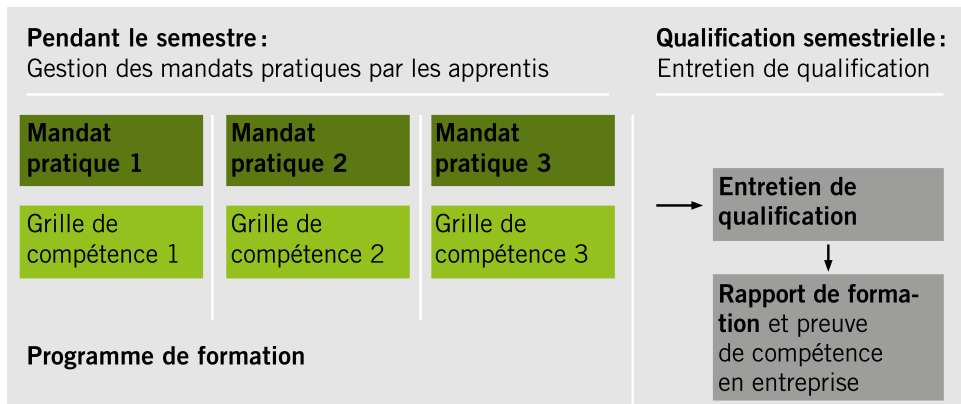 Pendant le semestre :
Gestion des mandats pratiques par les apprentis
Qualification semestrielle :
Entretien de qualification
Mandat
pratique 1
Mandat
pratique 2
Mandat
pratique 3
Grille de
compétence 1
Grille de
compétence 2
Grille de
compétence 3
Programme de formation
Entretien de
qualification
Rapport de forma-
tion et preuve
de compétence
en entreprise